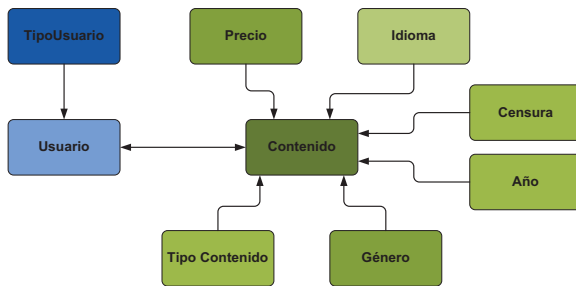 TipoUsuario
Precio
Idioma
Censura
Usuario
Contenido
Año
Tipo Contenido
Género